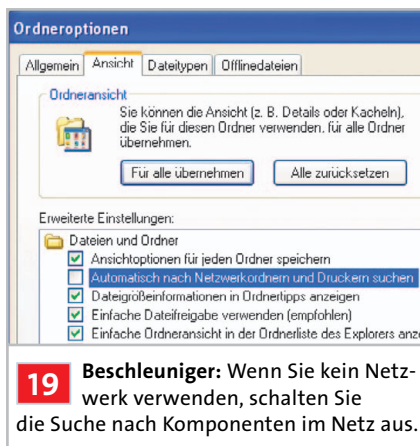 Ordneroptionen
Allgemein Ansicht Dateitypen Offlinedateien
Ordneransicht
Sie können die Ansicht (z. B. Details oder Kacheln),
die Sie für diesen Ordner verwenden, für alle Ordner
übernehmen.
Für alle übernehmen Alle zurücksetzen
Erweiterte Einstellungen:
Dateien und Ordner
Ansichtoptionen für jeden Ordner speichern
Automatisch nach Netzwerkordnern und Druckern suchen
Dateigrößeinformationen in Ordnertipps anzeigen
Einfache Dateifreigabe verwenden (empfohlen)
Einfache Ordneransicht in der Ordnerliste des Explorers anze
19 Beschleuniger: Wenn Sie kein Netz-
werk verwenden, schalten Sie
die Suche nach Komponenten im Netz aus.